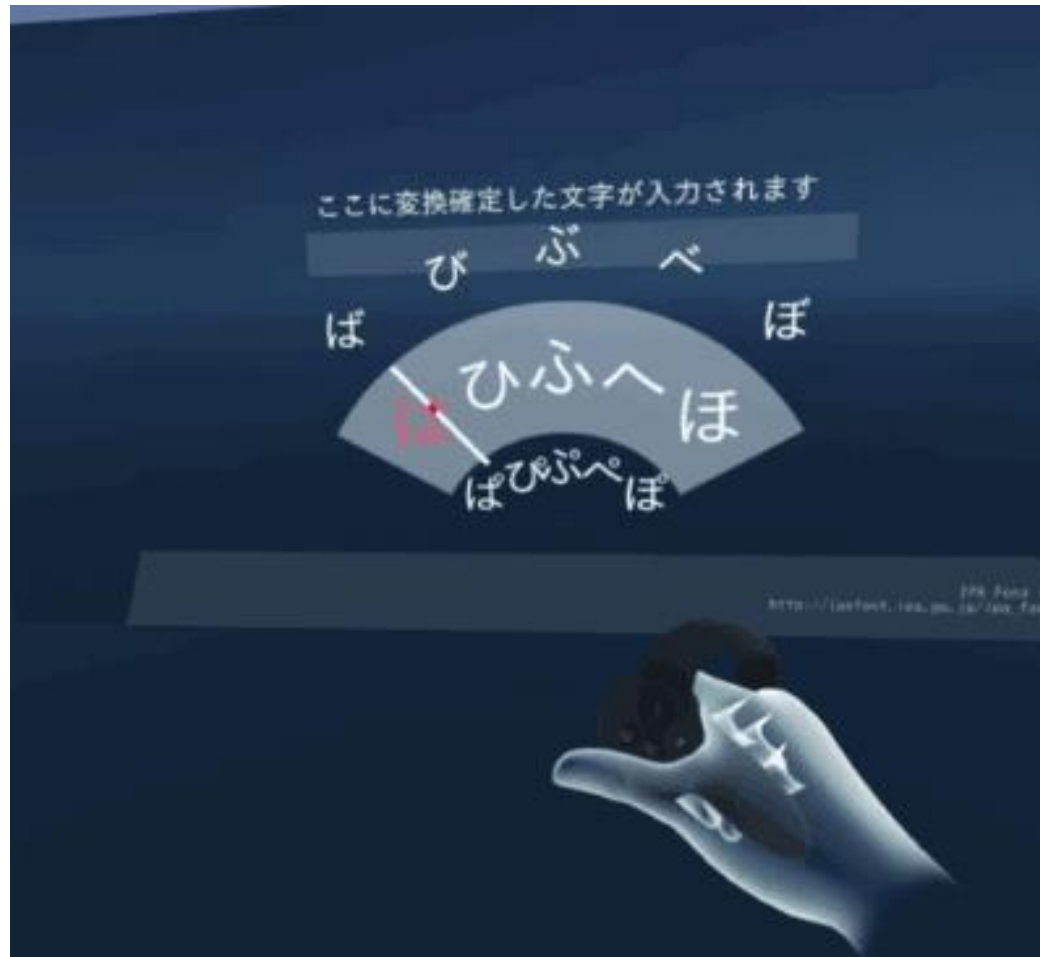 ここに変換確定した文字が入力されます
ば び ぶ べ ぼ
は ひ ふ へ ほ
ぱ ぴ ぷ ぺ ぽ
IPA Font